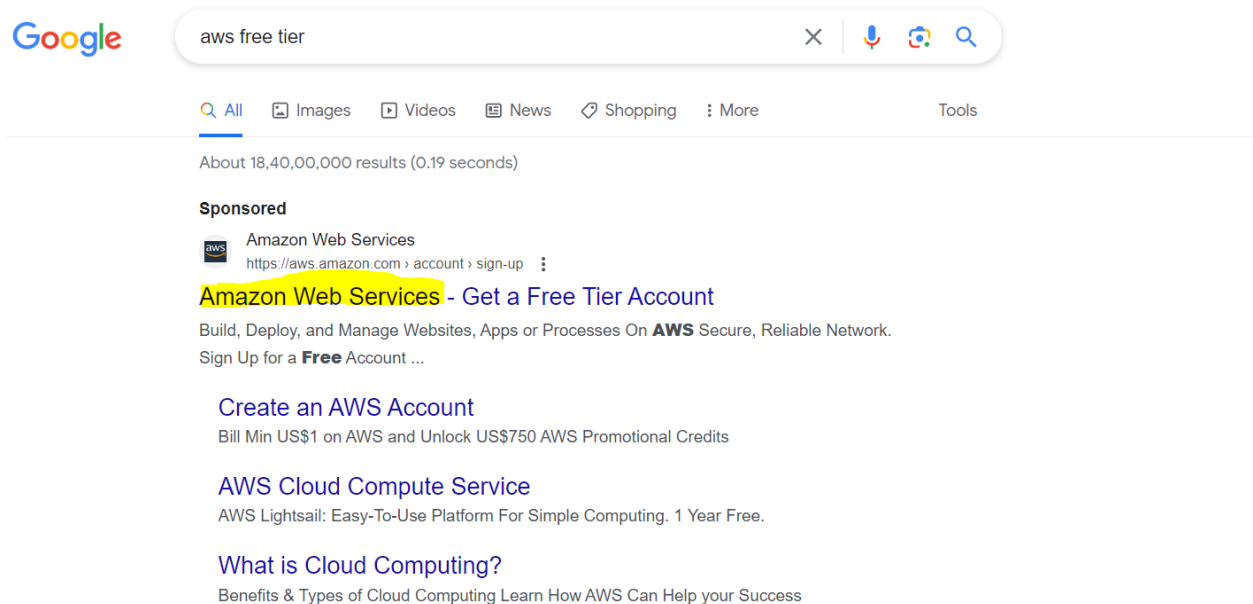 Google
aws free tier
All Images Videos News Shopping More Tools
About 18,40,00,000 results (0.19 seconds)
Sponsored
aws
Amazon Web Services
https://aws.amazon.com › account › sign-up
Amazon Web Services - Get a Free Tier Account
Build, Deploy, and Manage Websites, Apps or Processes On AWS Secure, Reliable Network.
Sign Up for a Free Account ...
Create an AWS Account
Bill Min US$1 on AWS and Unlock US$750 AWS Promotional Credits
AWS Cloud Compute Service
AWS Lightsail: Easy-To-Use Platform For Simple Computing. 1 Year Free.
What is Cloud Computing?
Benefits & Types of Cloud Computing Learn How AWS Can Help your Success